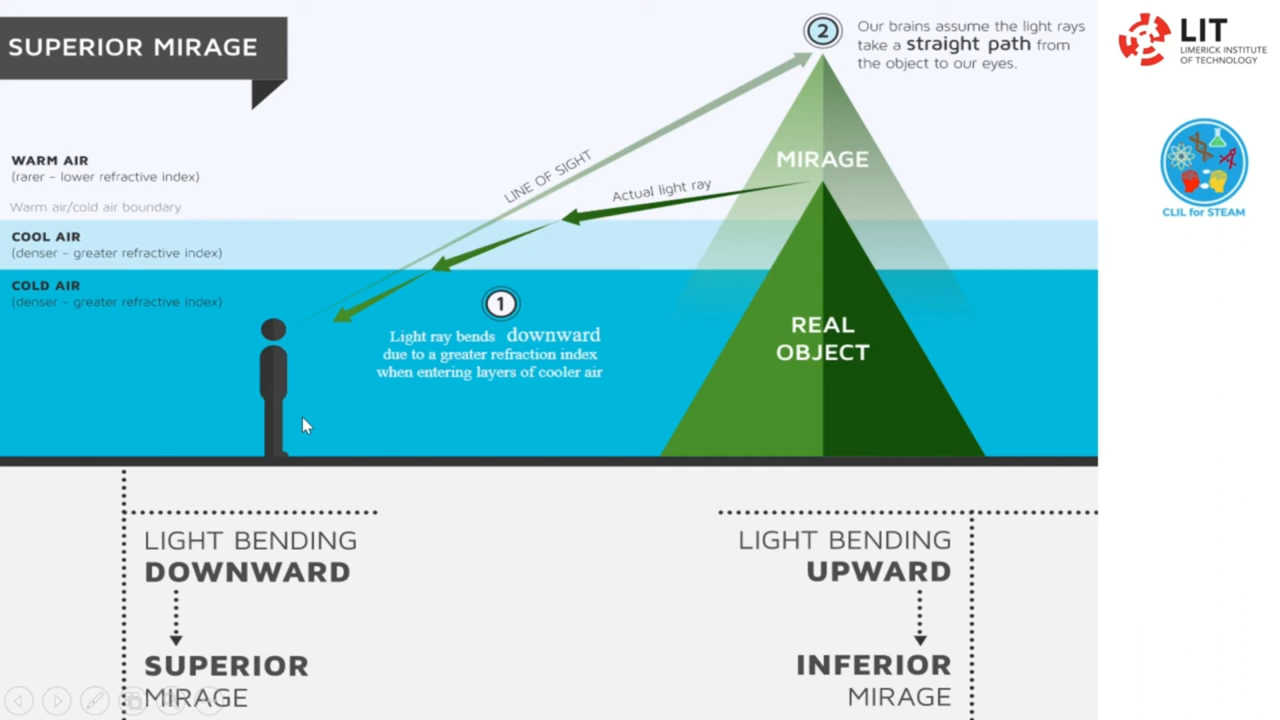 SUPERIOR MIRAGE
2
Our brains assume the light rays
take a straight path from
the object to our eyes.
LIT
LIMERICK INSTITUTE
OF TECHNOLOGY
CLIL for STEAM
WARM AIR
(rarer - lower refractive index)
Warm air/cold air boundary
COOL AIR
(denser - greater refractive index)
COLD AIR
(denser - greater refractive index)
LINE OF SIGHT
Actual light ray
MIRAGE
1
Light ray bends downward
due to a greater refraction index
when entering layers of cooler air
REAL
OBJECT
LIGHT BENDING
DOWNWARD
SUPERIOR
MIRAGE
LIGHT BENDING
UPWARD
INFERIOR
MIRAGE